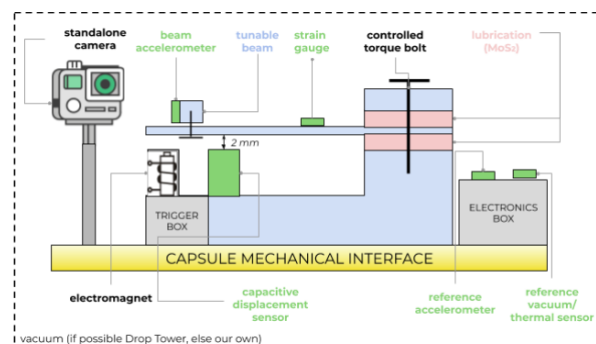 standalone
camera
beam
accelerometer
tunable
beam
strain
gauge
controlled
torque bolt
lubrication
(MoS₂)
2 mm
TRIGGER
BOX
ELECTRONICS
BOX
CAPSULE MECHANICAL INTERFACE
electromagnet
capacitive
displacement
sensor
reference
accelerometer
reference
vacuum/
thermal sensor
vacuum (if possible Drop Tower, else our own)